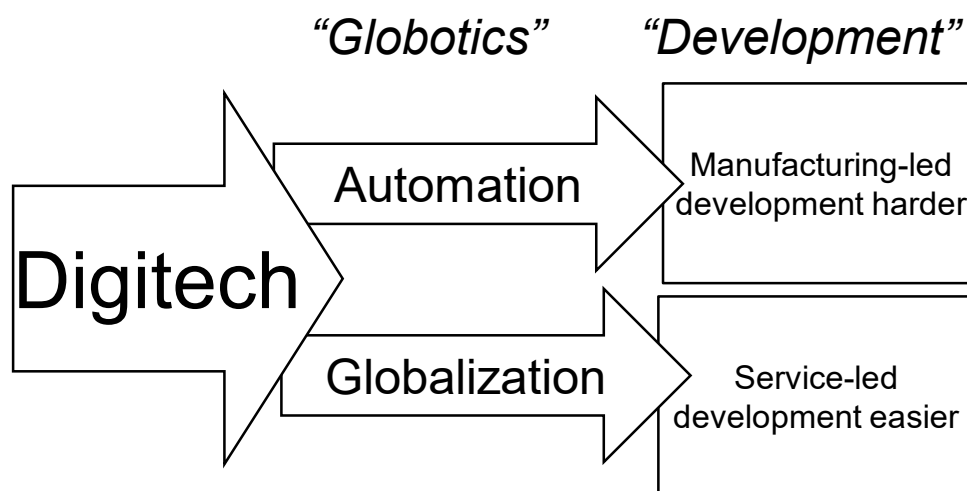 “Globotics”
“Development”
Digitech
Automation
Manufacturing-led
development harder
Globalization
Service-led
development easier